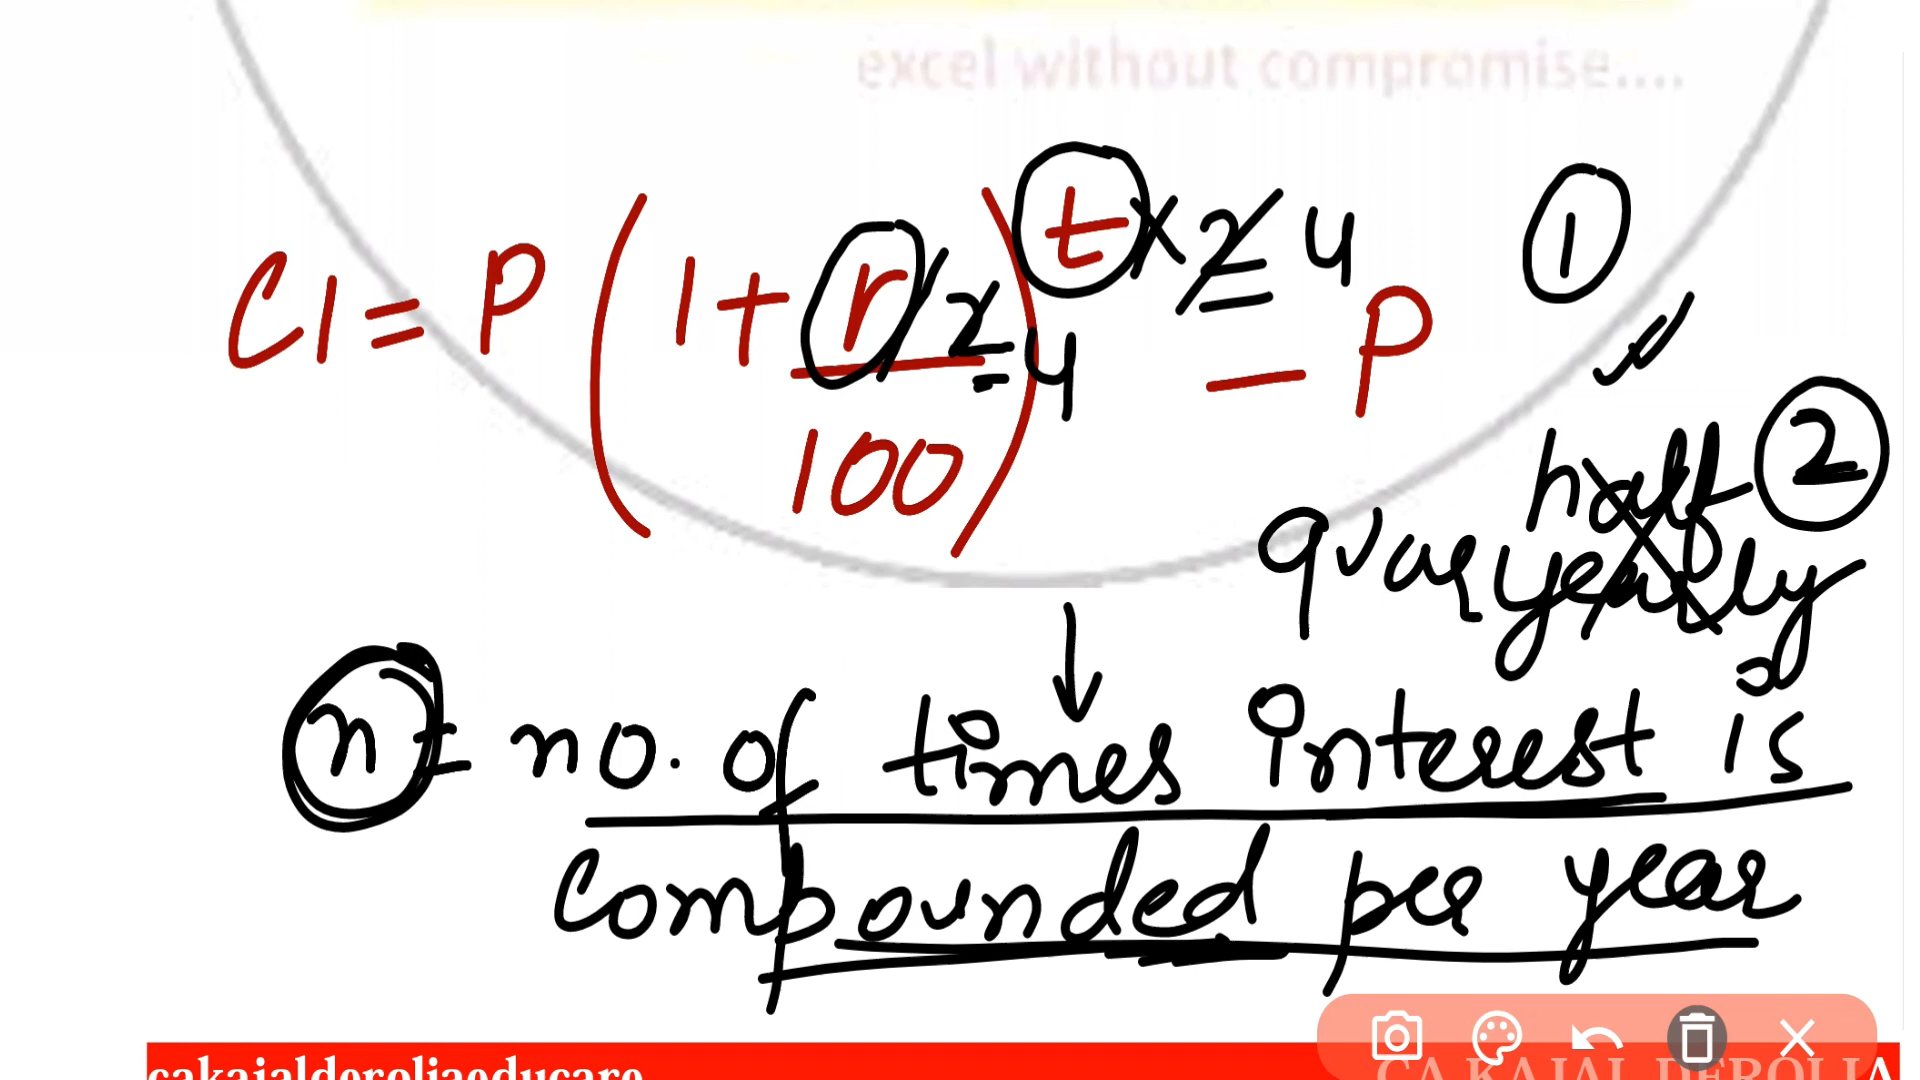 excel without compromise....
CI = P ( 1 + r/2 4 / 100 ) t x 2 4 - P
1
half 2
quar yearly
n = no. of times interest is
compounded per year
cakajalderoliaeducare
CA KAJAL DEROLIA